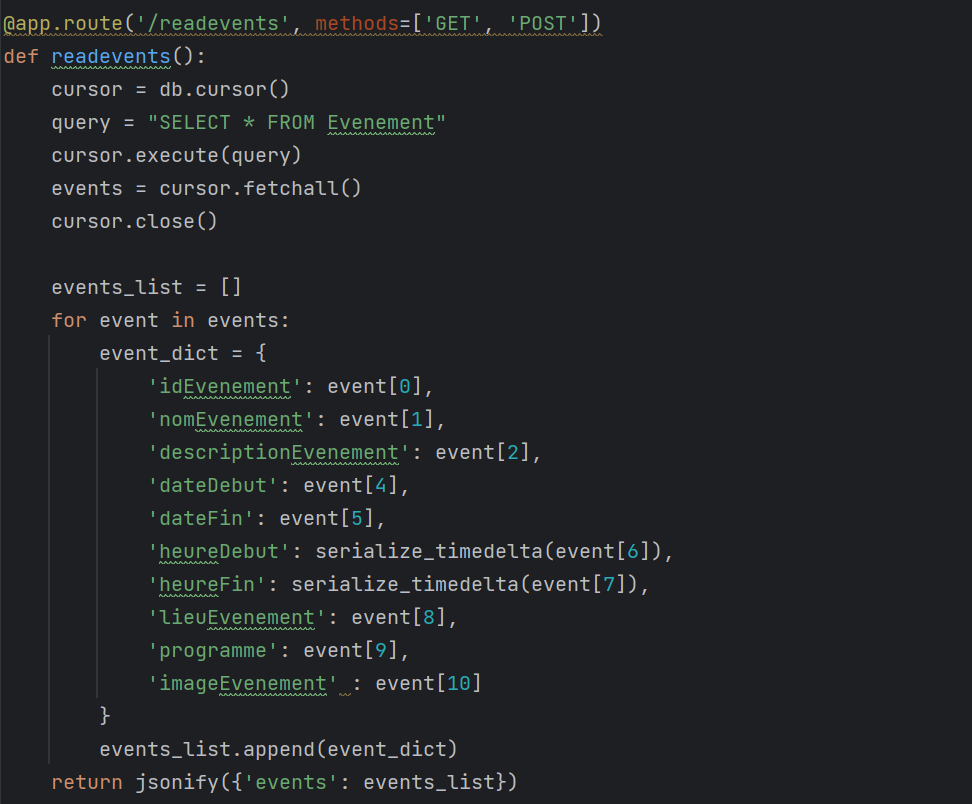 @app.route('/readevents', methods=['GET', 'POST'])
def readevents():
    cursor = db.cursor()
    query = "SELECT * FROM Evenement"
    cursor.execute(query)
    events = cursor.fetchall()
    cursor.close()

    events_list = []
    for event in events:
        event_dict = {
            'idEvenement': event[0],
            'nomEvenement': event[1],
            'descriptionEvenement': event[2],
            'dateDebut': event[4],
            'dateFin': event[5],
            'heureDebut': serialize_timedelta(event[6]),
            'heureFin': serialize_timedelta(event[7]),
            'lieuEvenement': event[8],
            'programme': event[9],
            'imageEvenement' : event[10]
        }
        events_list.append(event_dict)
    return jsonify({'events': events_list})